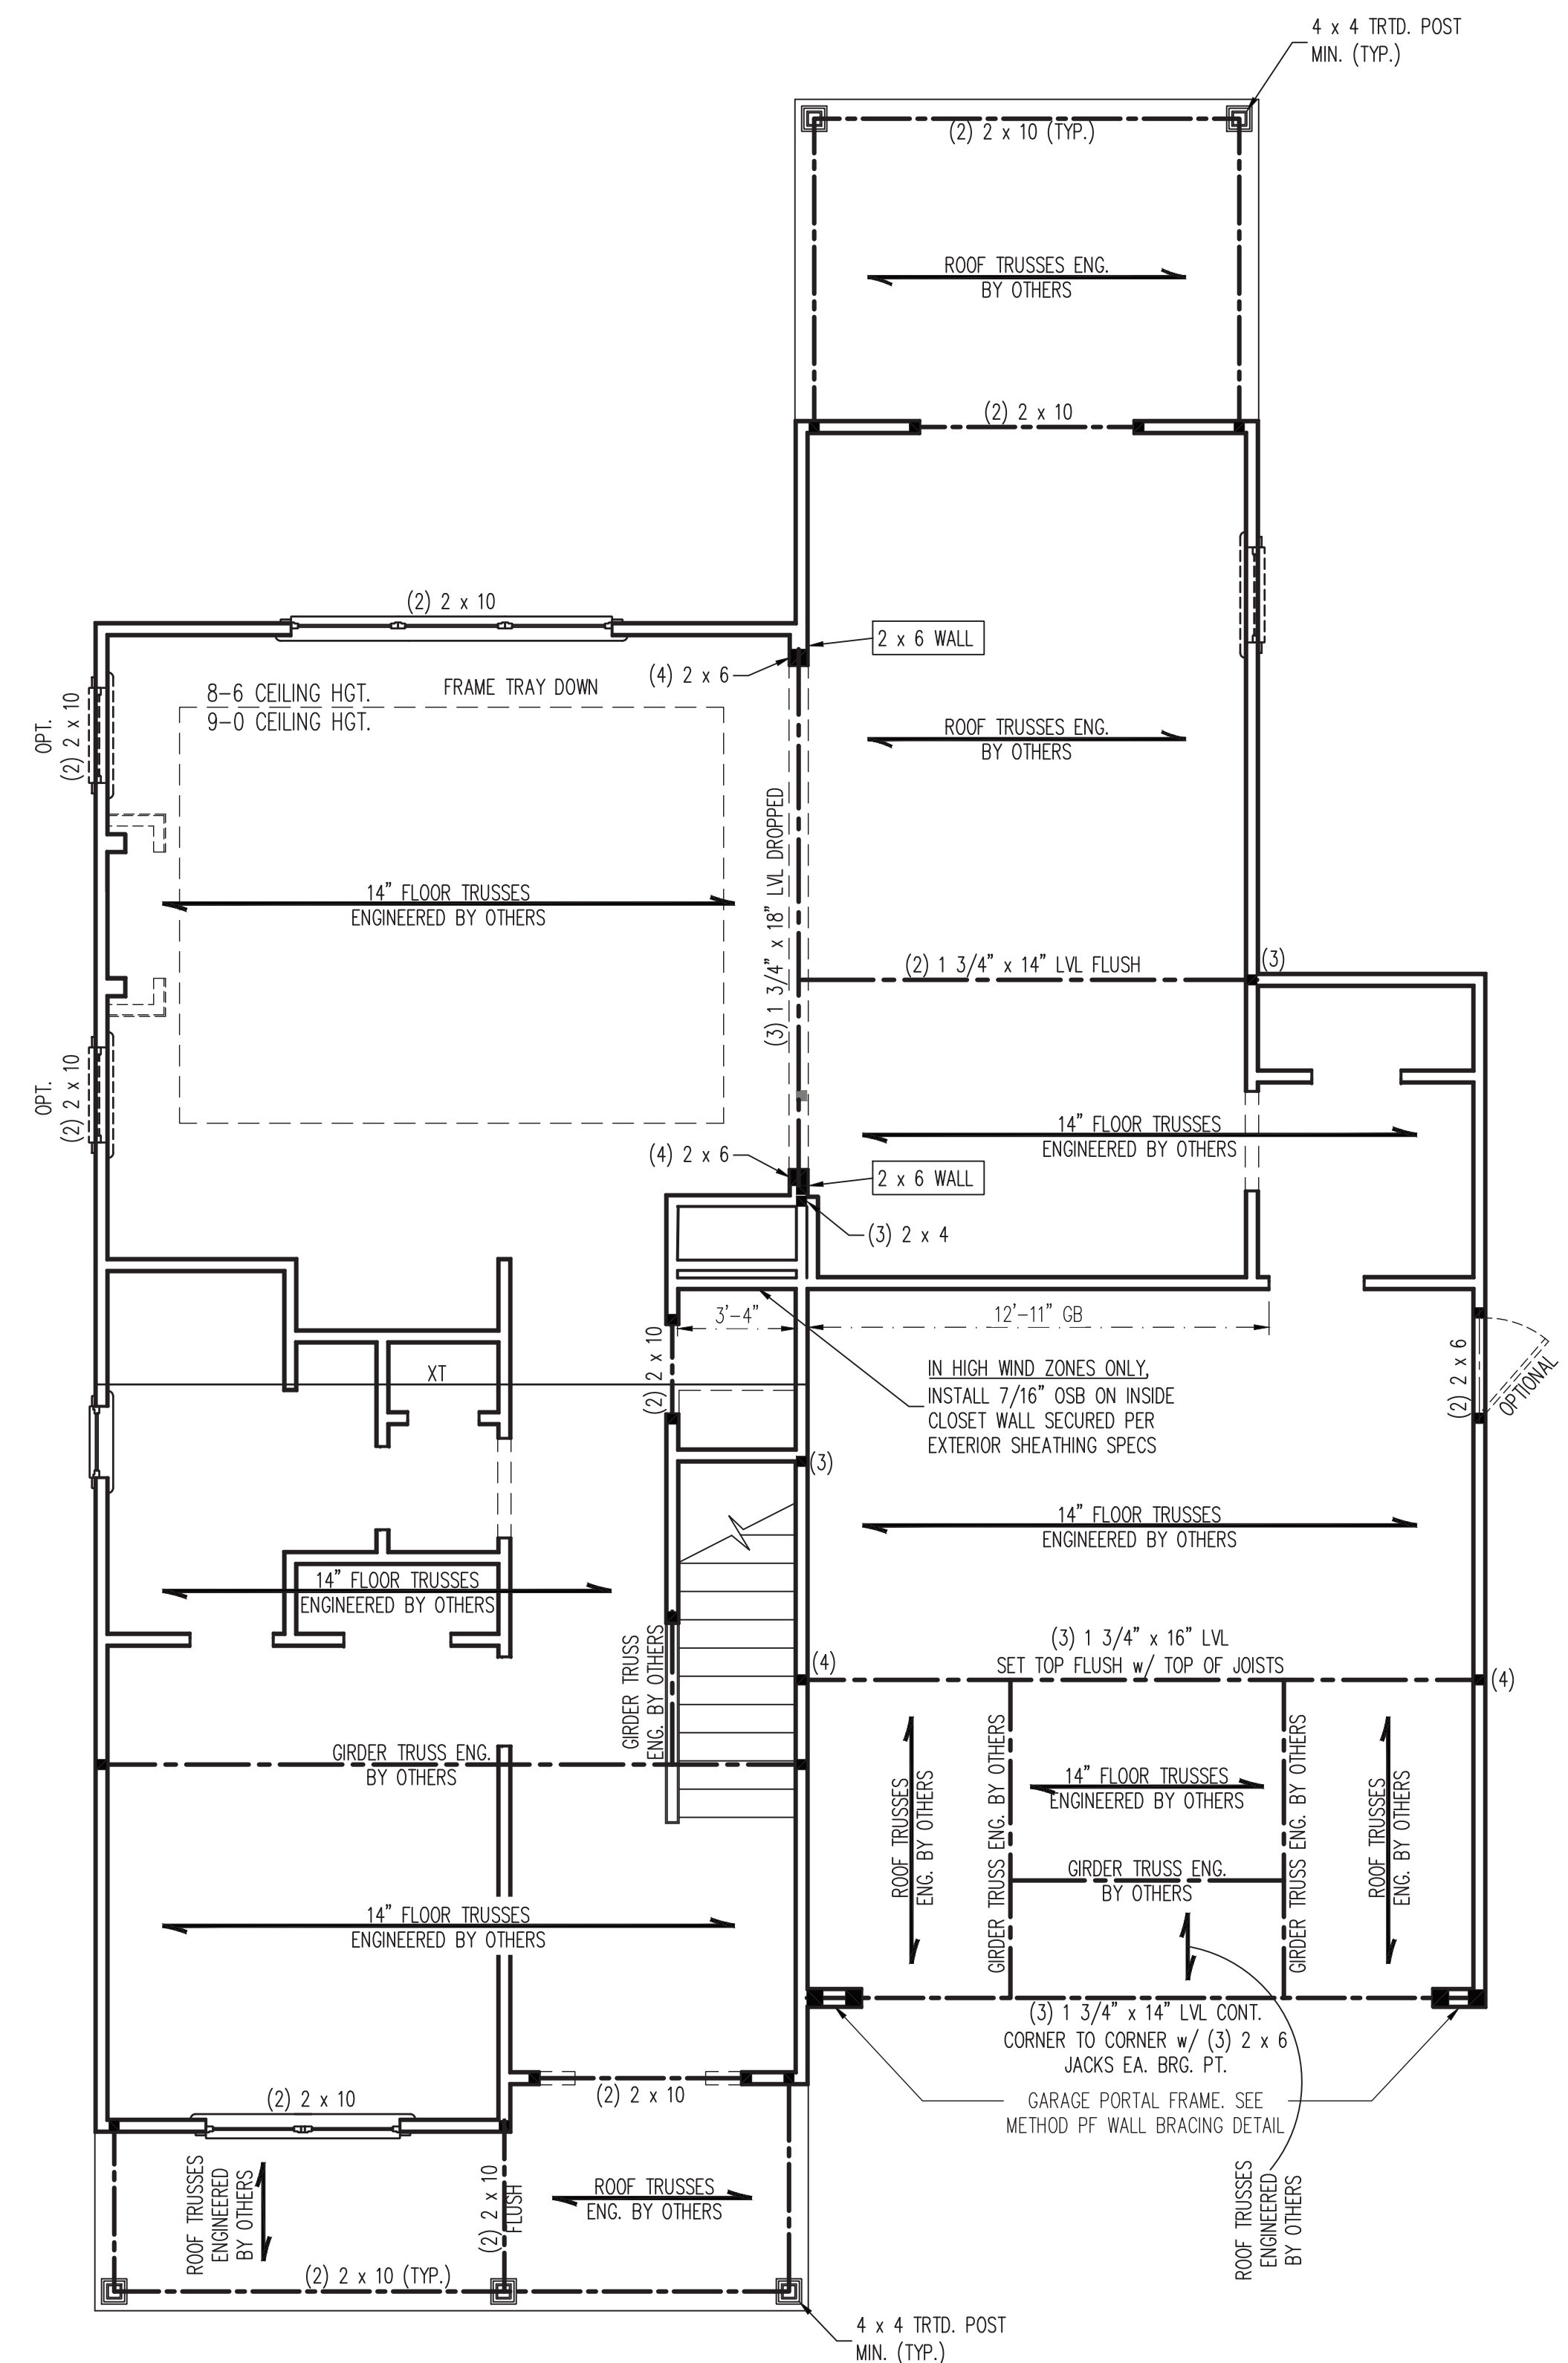 4 x 4 TRTD. POST
MIN. (TYP.)
(2) 2 x 10 (TYP.)
ROOF TRUSSES ENG.
BY OTHERS
(2) 2 x 10
(2) 2 x 10
2 x 6 WALL
(4) 2 x 6
8-6 CEILING HGT.
FRAME TRAY DOWN
9-0 CEILING HGT.
OPT.
(2) 2 x 10
ROOF TRUSSES ENG.
BY OTHERS
(3) 1 3/4" x 18" LVL DROPPED
14" FLOOR TRUSSES
ENGINEERED BY OTHERS
(2) 1 3/4" x 14" LVL FLUSH
(3)
OPT.
(2) 2 x 10
14" FLOOR TRUSSES
ENGINEERED BY OTHERS
(4) 2 x 6
2 x 6 WALL
(3) 2 x 4
3'-4"
12'-11" GB
(2) 2 x 10
XT
IN HIGH WIND ZONES ONLY,
INSTALL 7/16" OSB ON INSIDE
CLOSET WALL SECURED PER
EXTERIOR SHEATHING SPECS
(2) 2 x 6
OPTIONAL
(3)
14" FLOOR TRUSSES
ENGINEERED BY OTHERS
14" FLOOR TRUSSES
ENGINEERED BY OTHERS
GIRDER TRUSS
ENG. BY OTHERS
(3) 1 3/4" x 16" LVL
SET TOP FLUSH w/ TOP OF JOISTS
(4)
(4)
GIRDER TRUSS ENG.
BY OTHERS
ROOF TRUSSES
ENG. BY OTHERS
GIRDER TRUSS ENG. BY OTHERS
14" FLOOR TRUSSES
ENGINEERED BY OTHERS
GIRDER TRUSS ENG. BY OTHERS
ROOF TRUSSES
ENG. BY OTHERS
GIRDER TRUSS ENG.
BY OTHERS
14" FLOOR TRUSSES
ENGINEERED BY OTHERS
(3) 1 3/4" x 14" LVL CONT.
CORNER TO CORNER w/ (3) 2 x 6
JACKS EA. BRG. PT.
GARAGE PORTAL FRAME. SEE
METHOD PF WALL BRACING DETAIL
(2) 2 x 10
(2) 2 x 10
ROOF TRUSSES
ENGINEERED
BY OTHERS
(2) 2 x 10
FLUSH
ROOF TRUSSES
ENG. BY OTHERS
ROOF TRUSSES
ENGINEERED
BY OTHERS
(2) 2 x 10 (TYP.)
4 x 4 TRTD. POST
MIN. (TYP.)